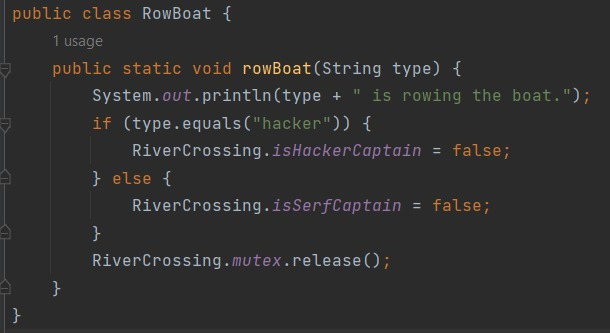 public class RowBoat {
1 usage
public static void rowBoat(String type) {
System.out.println(type + " is rowing the boat.");
if (type.equals("hacker")) {
RiverCrossing.isHackerCaptain = false;
} else {
RiverCrossing.isSerfCaptain = false;
}
RiverCrossing.mutex.release();
}
}